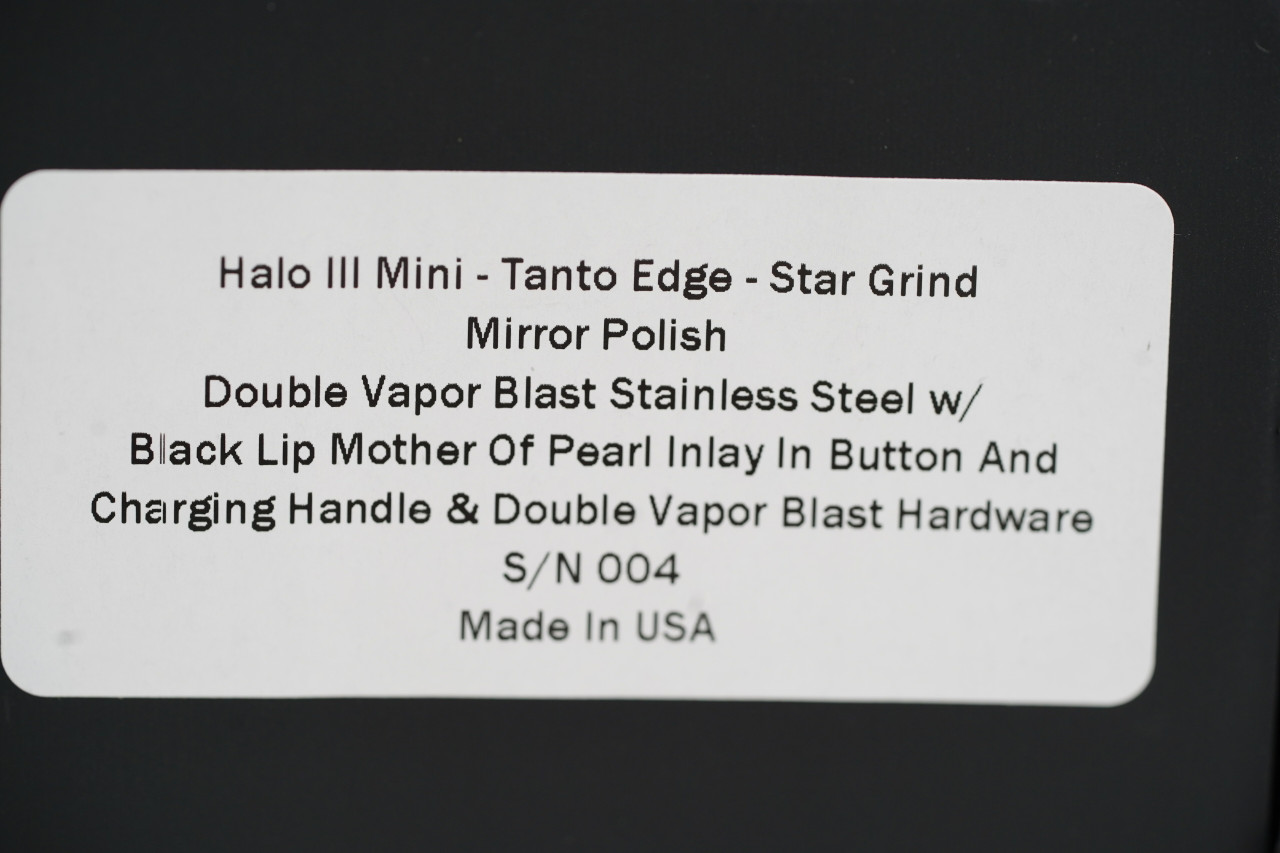 Halo III Mini - Tanto Edge - Star Grind
Mirror Polish
Double Vapor Blast Stainless Steel w/
Black Lip Mother Of Pearl Inlay In Button And
Charging Handle & Double Vapor Blast Hardware
S/N 004
Made In USA